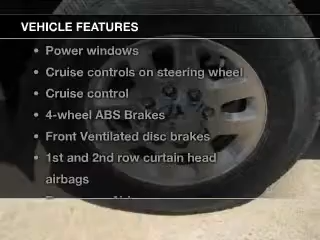 VEHICLE FEATURES
• Power windows
• Cruise controls on steering wheel
• Cruise control
• 4-wheel ABS Brakes
• Front Ventilated disc brakes
• 1st and 2nd row curtain head
airbags